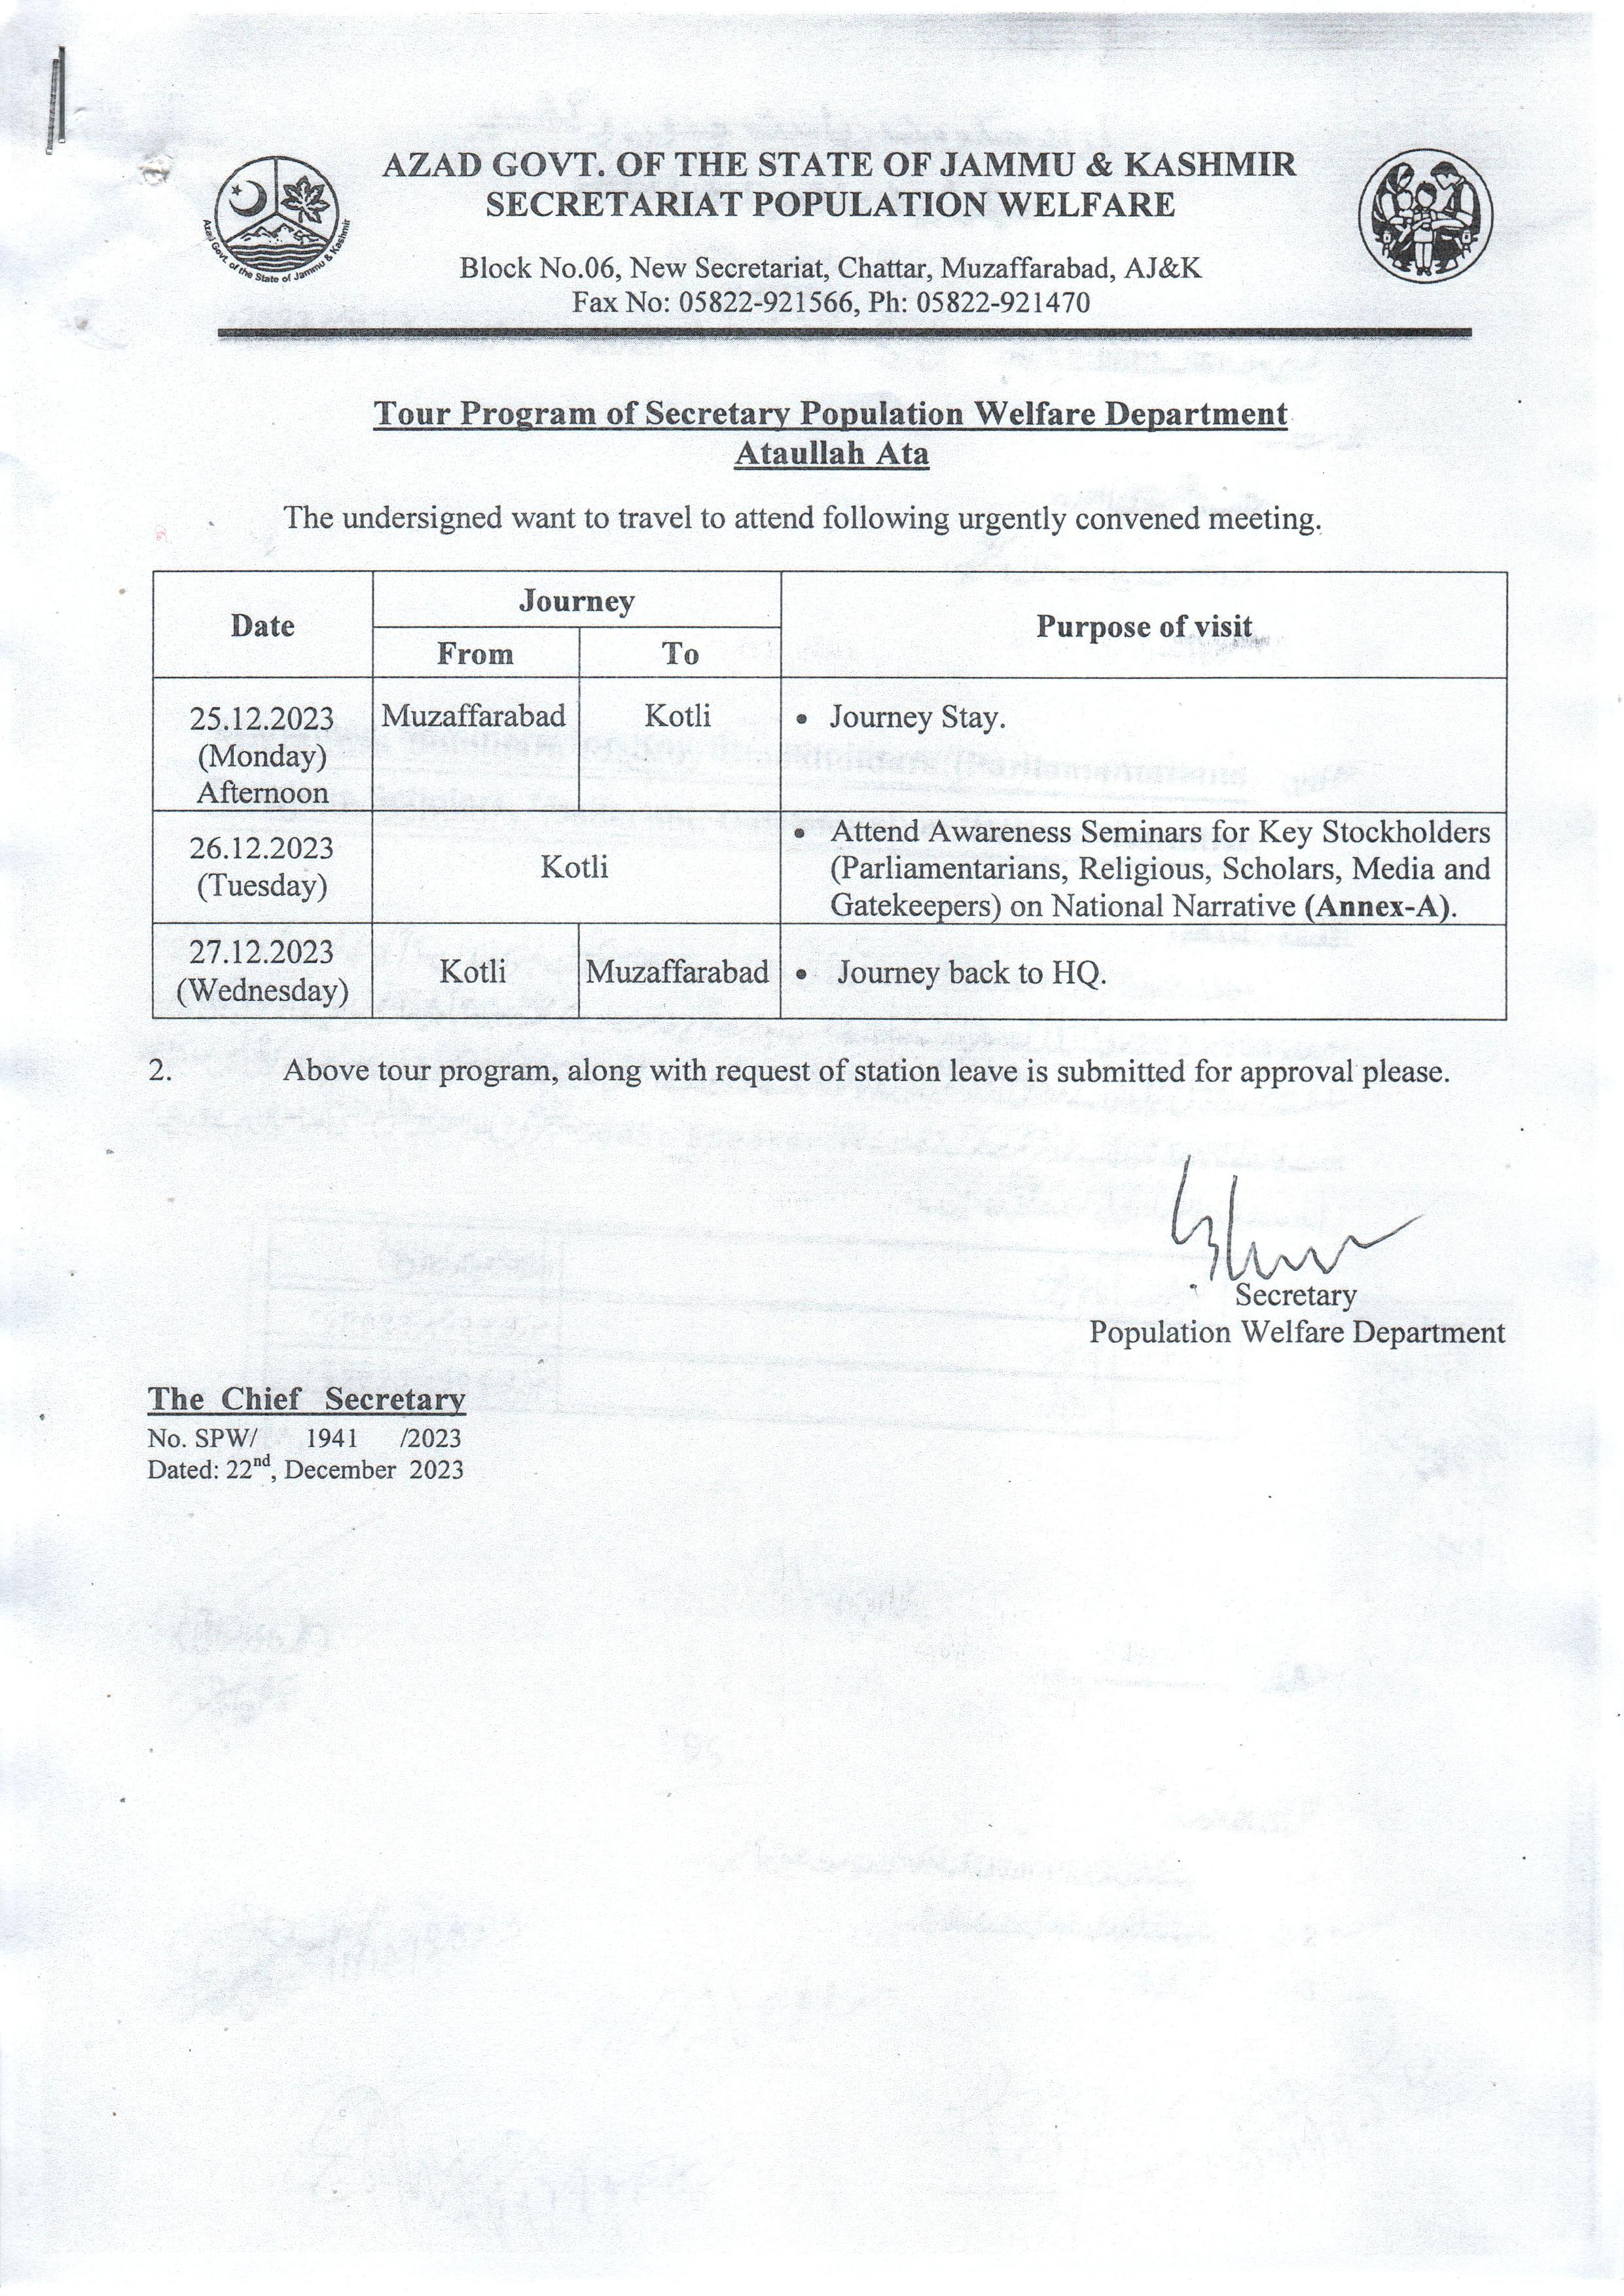 AZAD GOVT. OF THE STATE OF JAMMU & KASHMIR
SECRETARIAT POPULATION WELFARE
Azad Govt. of the State of Jammu & Kashmir
Block No.06, New Secretariat, Chattar, Muzaffarabad, AJ&K
Fax No: 05822-921566, Ph: 05822-921470
Tour Program of Secretary Population Welfare Department
Ataullah Ata
The undersigned want to travel to attend following urgently convened meeting.
Date
Journey
Purpose of visit
From
To
25.12.2023
(Monday)
Afternoon
Muzaffarabad
Kotli
• Journey Stay.
26.12.2023
(Tuesday)
Kotli
• Attend Awareness Seminars for Key Stockholders
(Parliamentarians, Religious, Scholars, Media and
Gatekeepers) on National Narrative (Annex-A).
27.12.2023
(Wednesday)
Kotli
Muzaffarabad
• Journey back to HQ.
2. Above tour program, along with request of station leave is submitted for approval please.
Secretary
Population Welfare Department
The Chief Secretary
No. SPW/ 1941 /2023
Dated: 22nd, December 2023